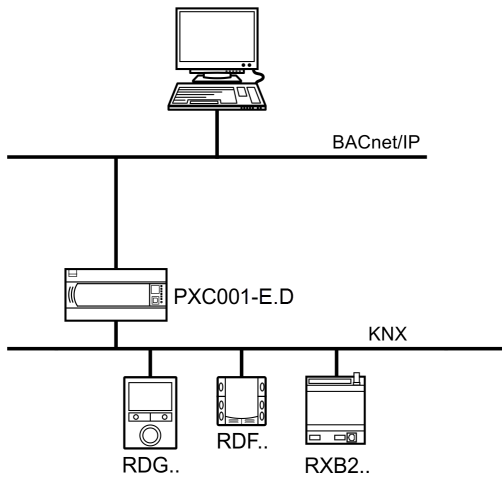 BACnet/IP
PXC001-E.D
KNX
RDG..
RDF..
RXB2..